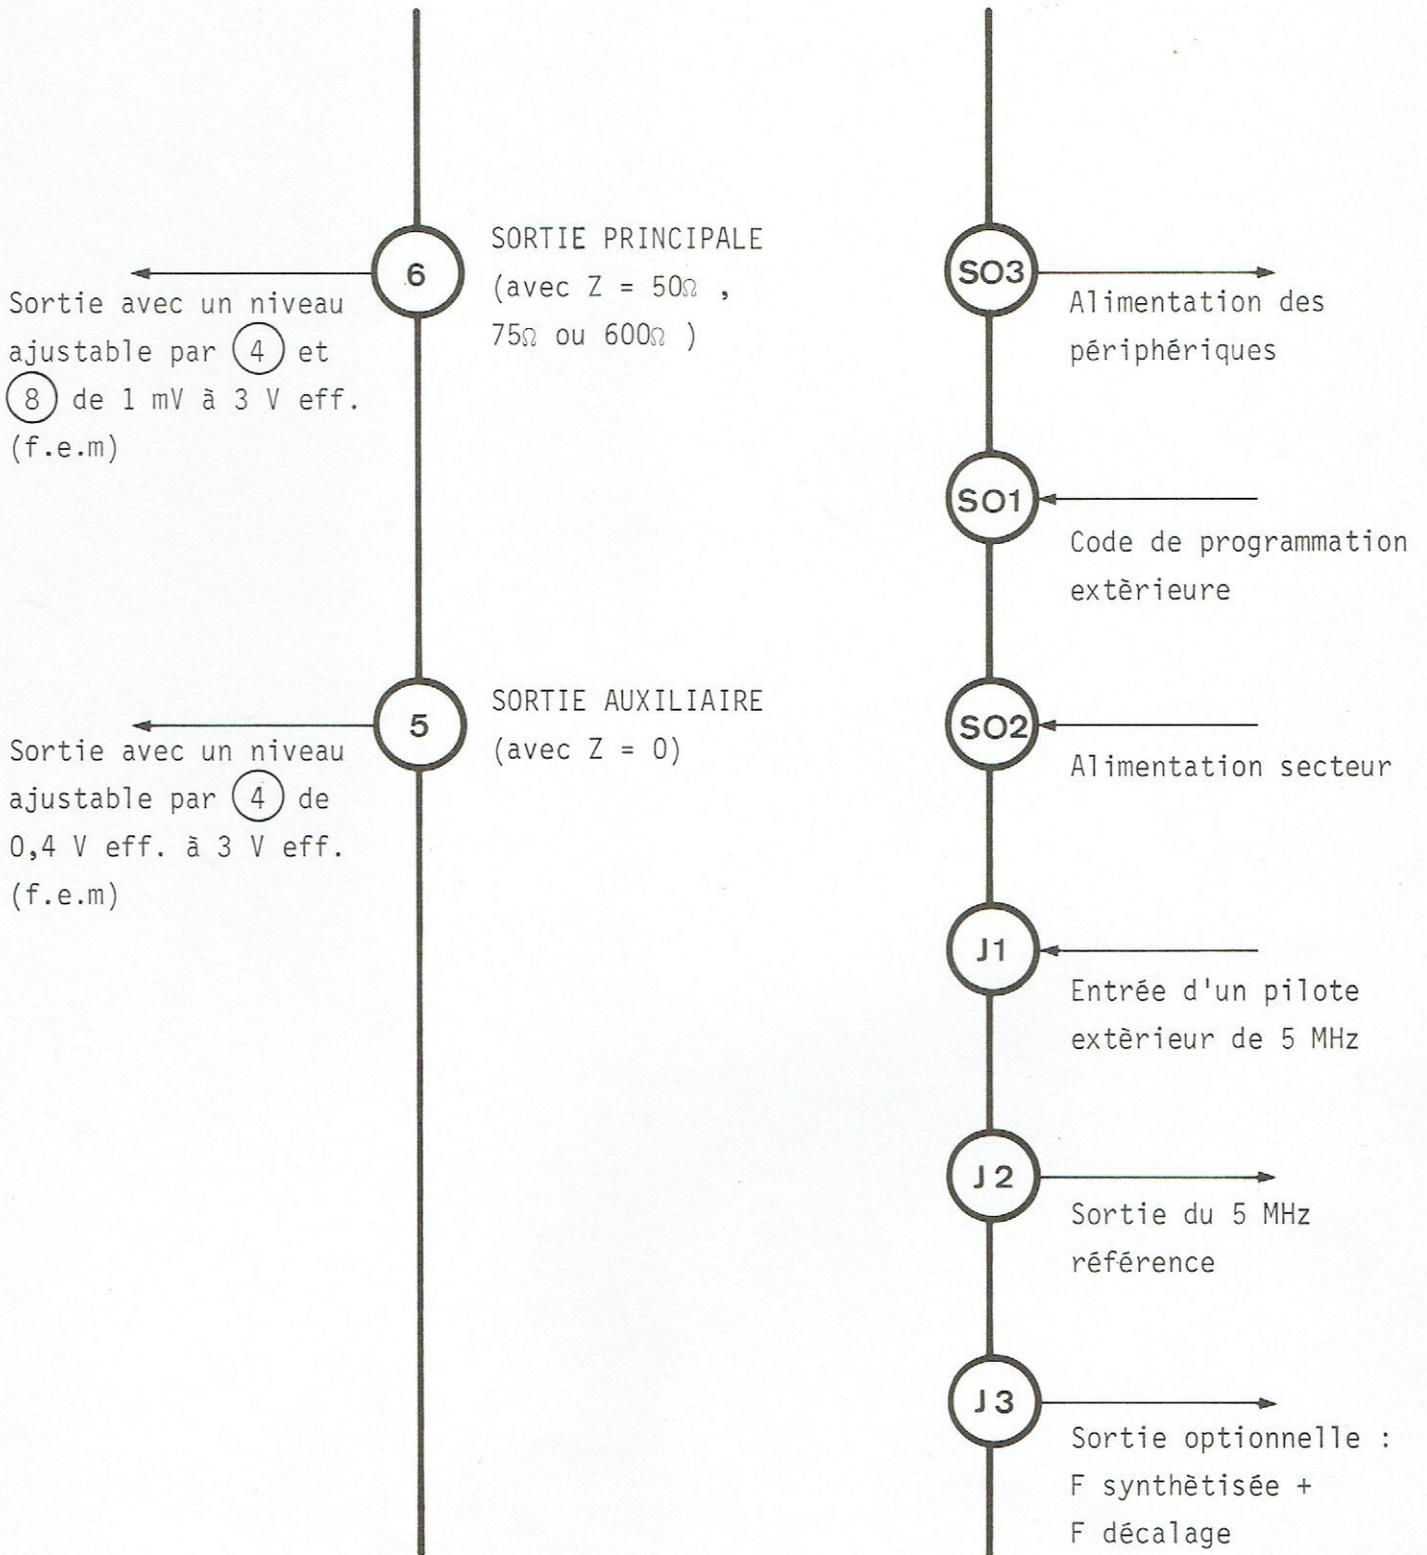 6
SORTIE PRINCIPALE
(avec Z = 50Ω ,
75Ω ou 600Ω )
Sortie avec un niveau
ajustable par 4 et
8 de 1 mV à 3 V eff.
(f.e.m)
5
SORTIE AUXILIAIRE
(avec Z = 0)
Sortie avec un niveau
ajustable par 4 de
0,4 V eff. à 3 V eff.
(f.e.m)
SO3
Alimentation des
périphériques
SO1
Code de programmation
extèrieure
SO2
Alimentation secteur
J1
Entrée d'un pilote
extèrieur de 5 MHz
J2
Sortie du 5 MHz
référence
J3
Sortie optionnelle :
F synthètisée +
F décalage